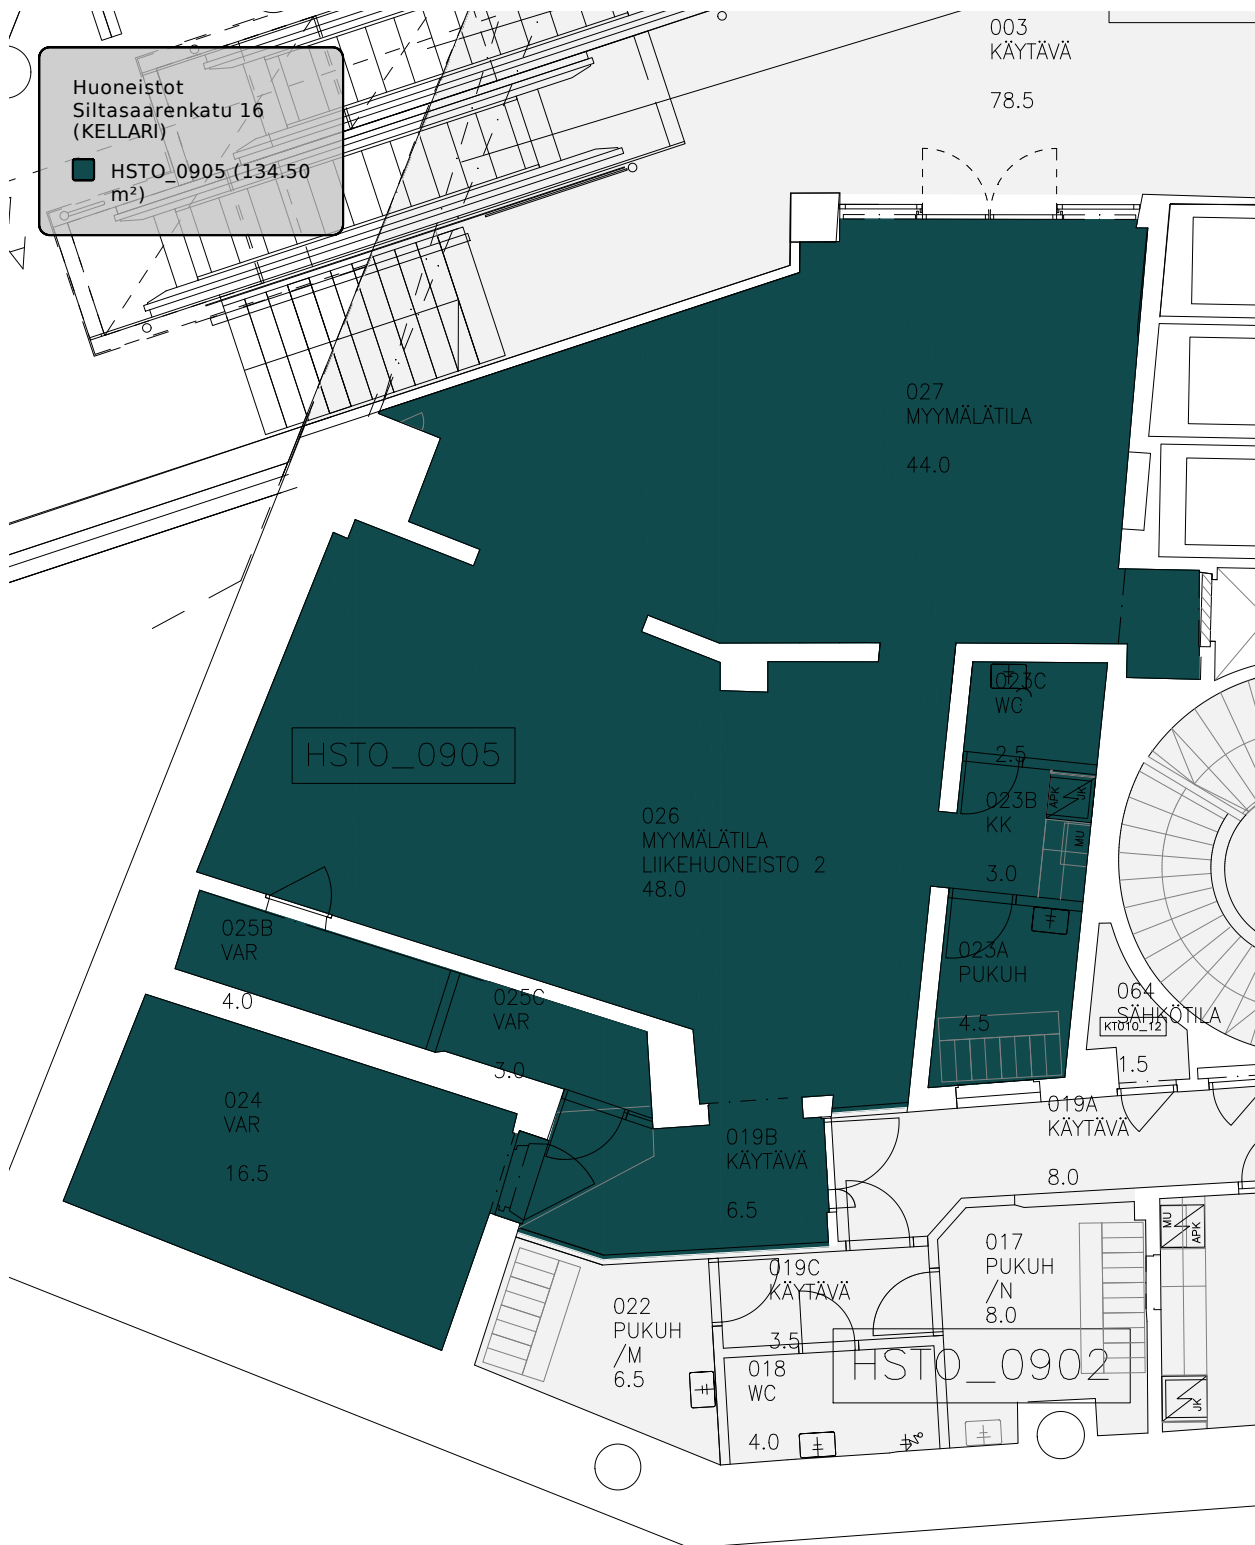 Huoneistot
Siltasaarenkatu 16
(KELLARI)
HSTO_0905 (134.50
m²)
003
KÄYTÄVÄ
78.5
027
MYYMÄLÄTILA
44.0
023C
WC
2.5
HSTO_0905
APK
JK
023B
KK
MU
3.0
026
MYYMÄLÄTILA
LIIKEHUONEISTO 2
48.0
025B
VAR
4.0
023A
PUKUH
4.5
025C
VAR
3.0
064
SÄHKÖTILA
KT010_12
1.5
024
VAR
16.5
019A
KÄYTÄVÄ
8.0
019B
KÄYTÄVÄ
6.5
MU
APK
017
PUKUH
/N
8.0
019C
KÄYTÄVÄ
3.5
022
PUKUH
/M
6.5
HSTO_0902
018
WC
4.0
JK